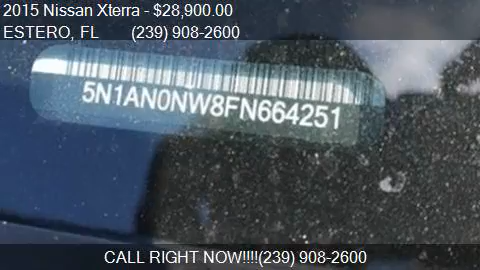 2015 Nissan Xterra - $28,900.00
ESTERO, FL (239) 908-2600
5N1AN0NW8FN664251
CALL RIGHT NOW!!!!(239) 908-2600